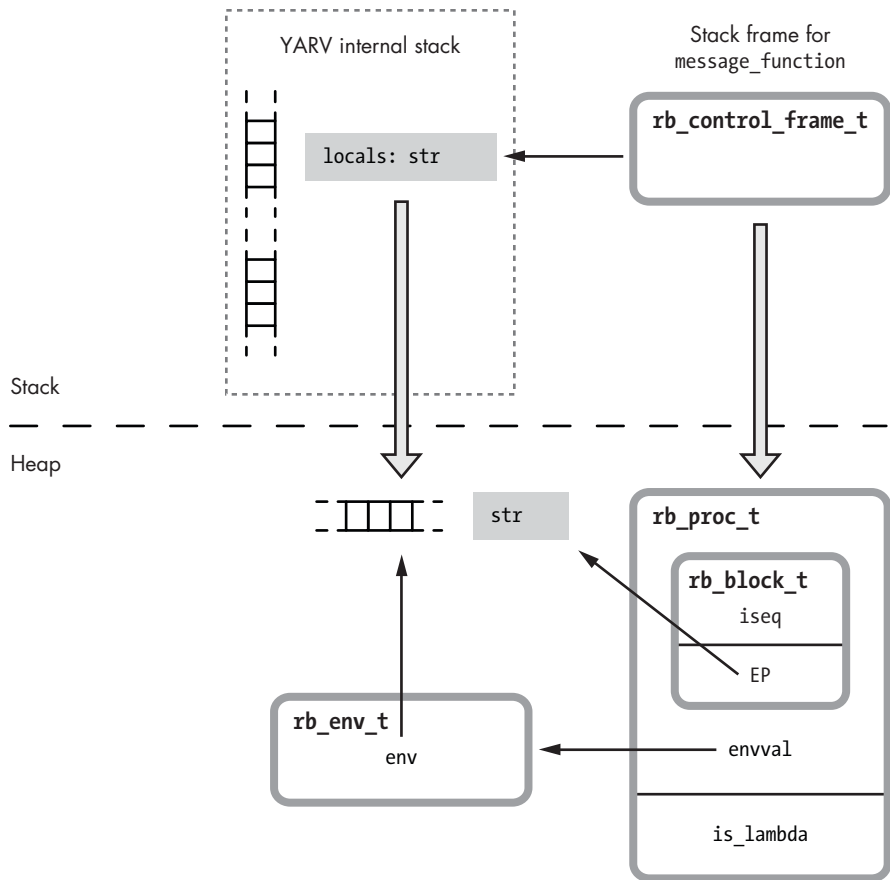 YARV internal stack
Stack frame for
message_function
rb_control_frame_t
locals: str
Stack
Heap
str
rb_proc_t
rb_block_t
iseq
EP
rb_env_t
env
envval
is_lambda